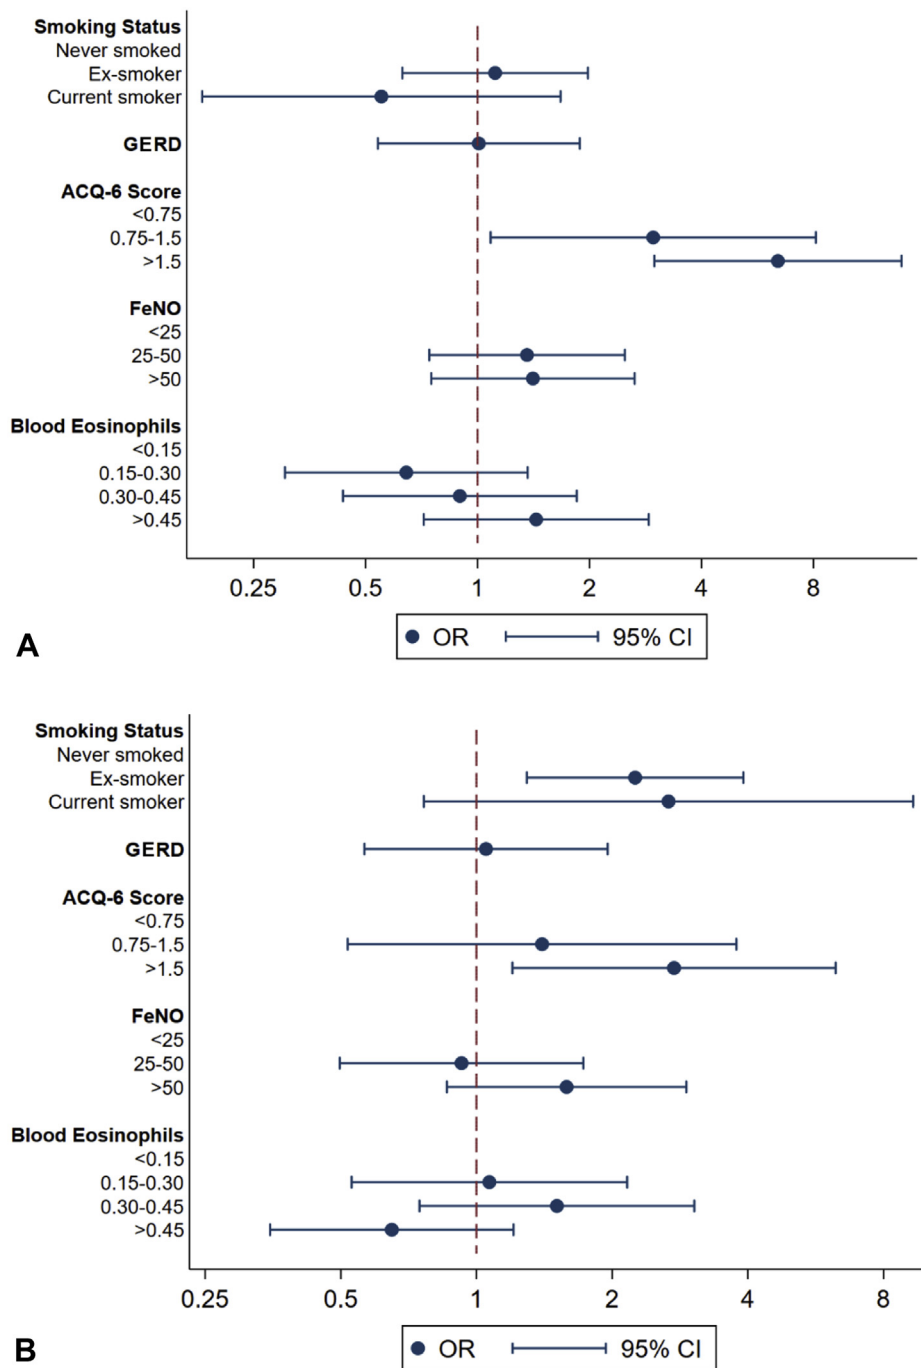 Smoking Status
Never smoked
Ex-smoker
Current smoker
GERD
ACQ-6 Score
<0.75
0.75-1.5
>1.5
FeNO
<25
25-50
>50
Blood Eosinophils
<0.15
0.15-0.30
0.30-0.45
>0.45
0.25 0.5 1 2 4 8
OR 95% CI
A
Smoking Status
Never smoked
Ex-smoker
Current smoker
GERD
ACQ-6 Score
<0.75
0.75-1.5
>1.5
FeNO
<25
25-50
>50
Blood Eosinophils
<0.15
0.15-0.30
0.30-0.45
>0.45
0.25 0.5 1 2 4 8
OR 95% CI
B